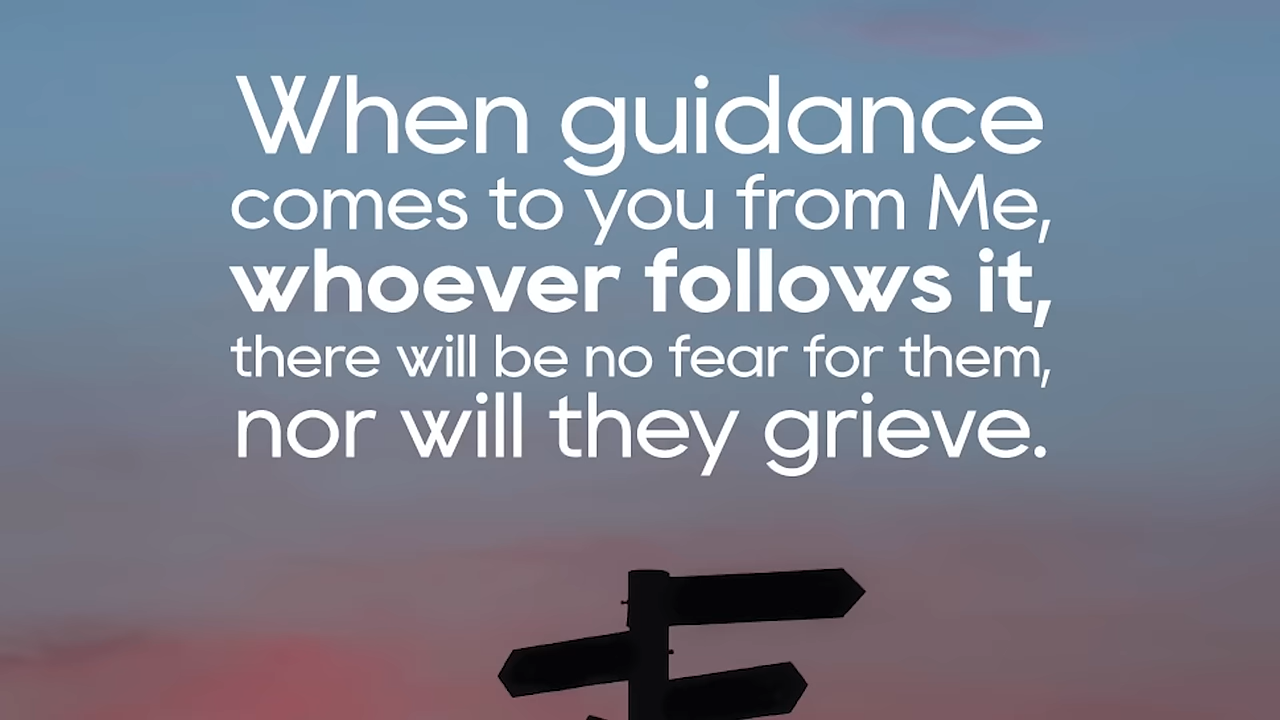 When guidance
comes to you from Me,
whoever follows it,
there will be no fear for them,
nor will they grieve.